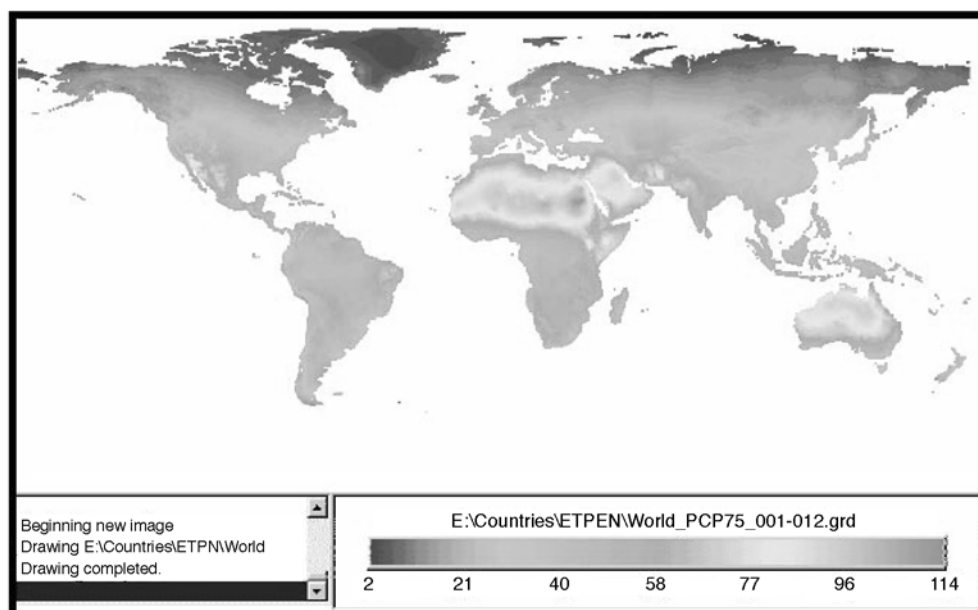 Beginning new image
Drawing E:\Countries\ETPN\World
Drawing completed.
E:\Countries\ETPEN\World_PCP75_001-012.grd
2 21 40 58 77 96 114